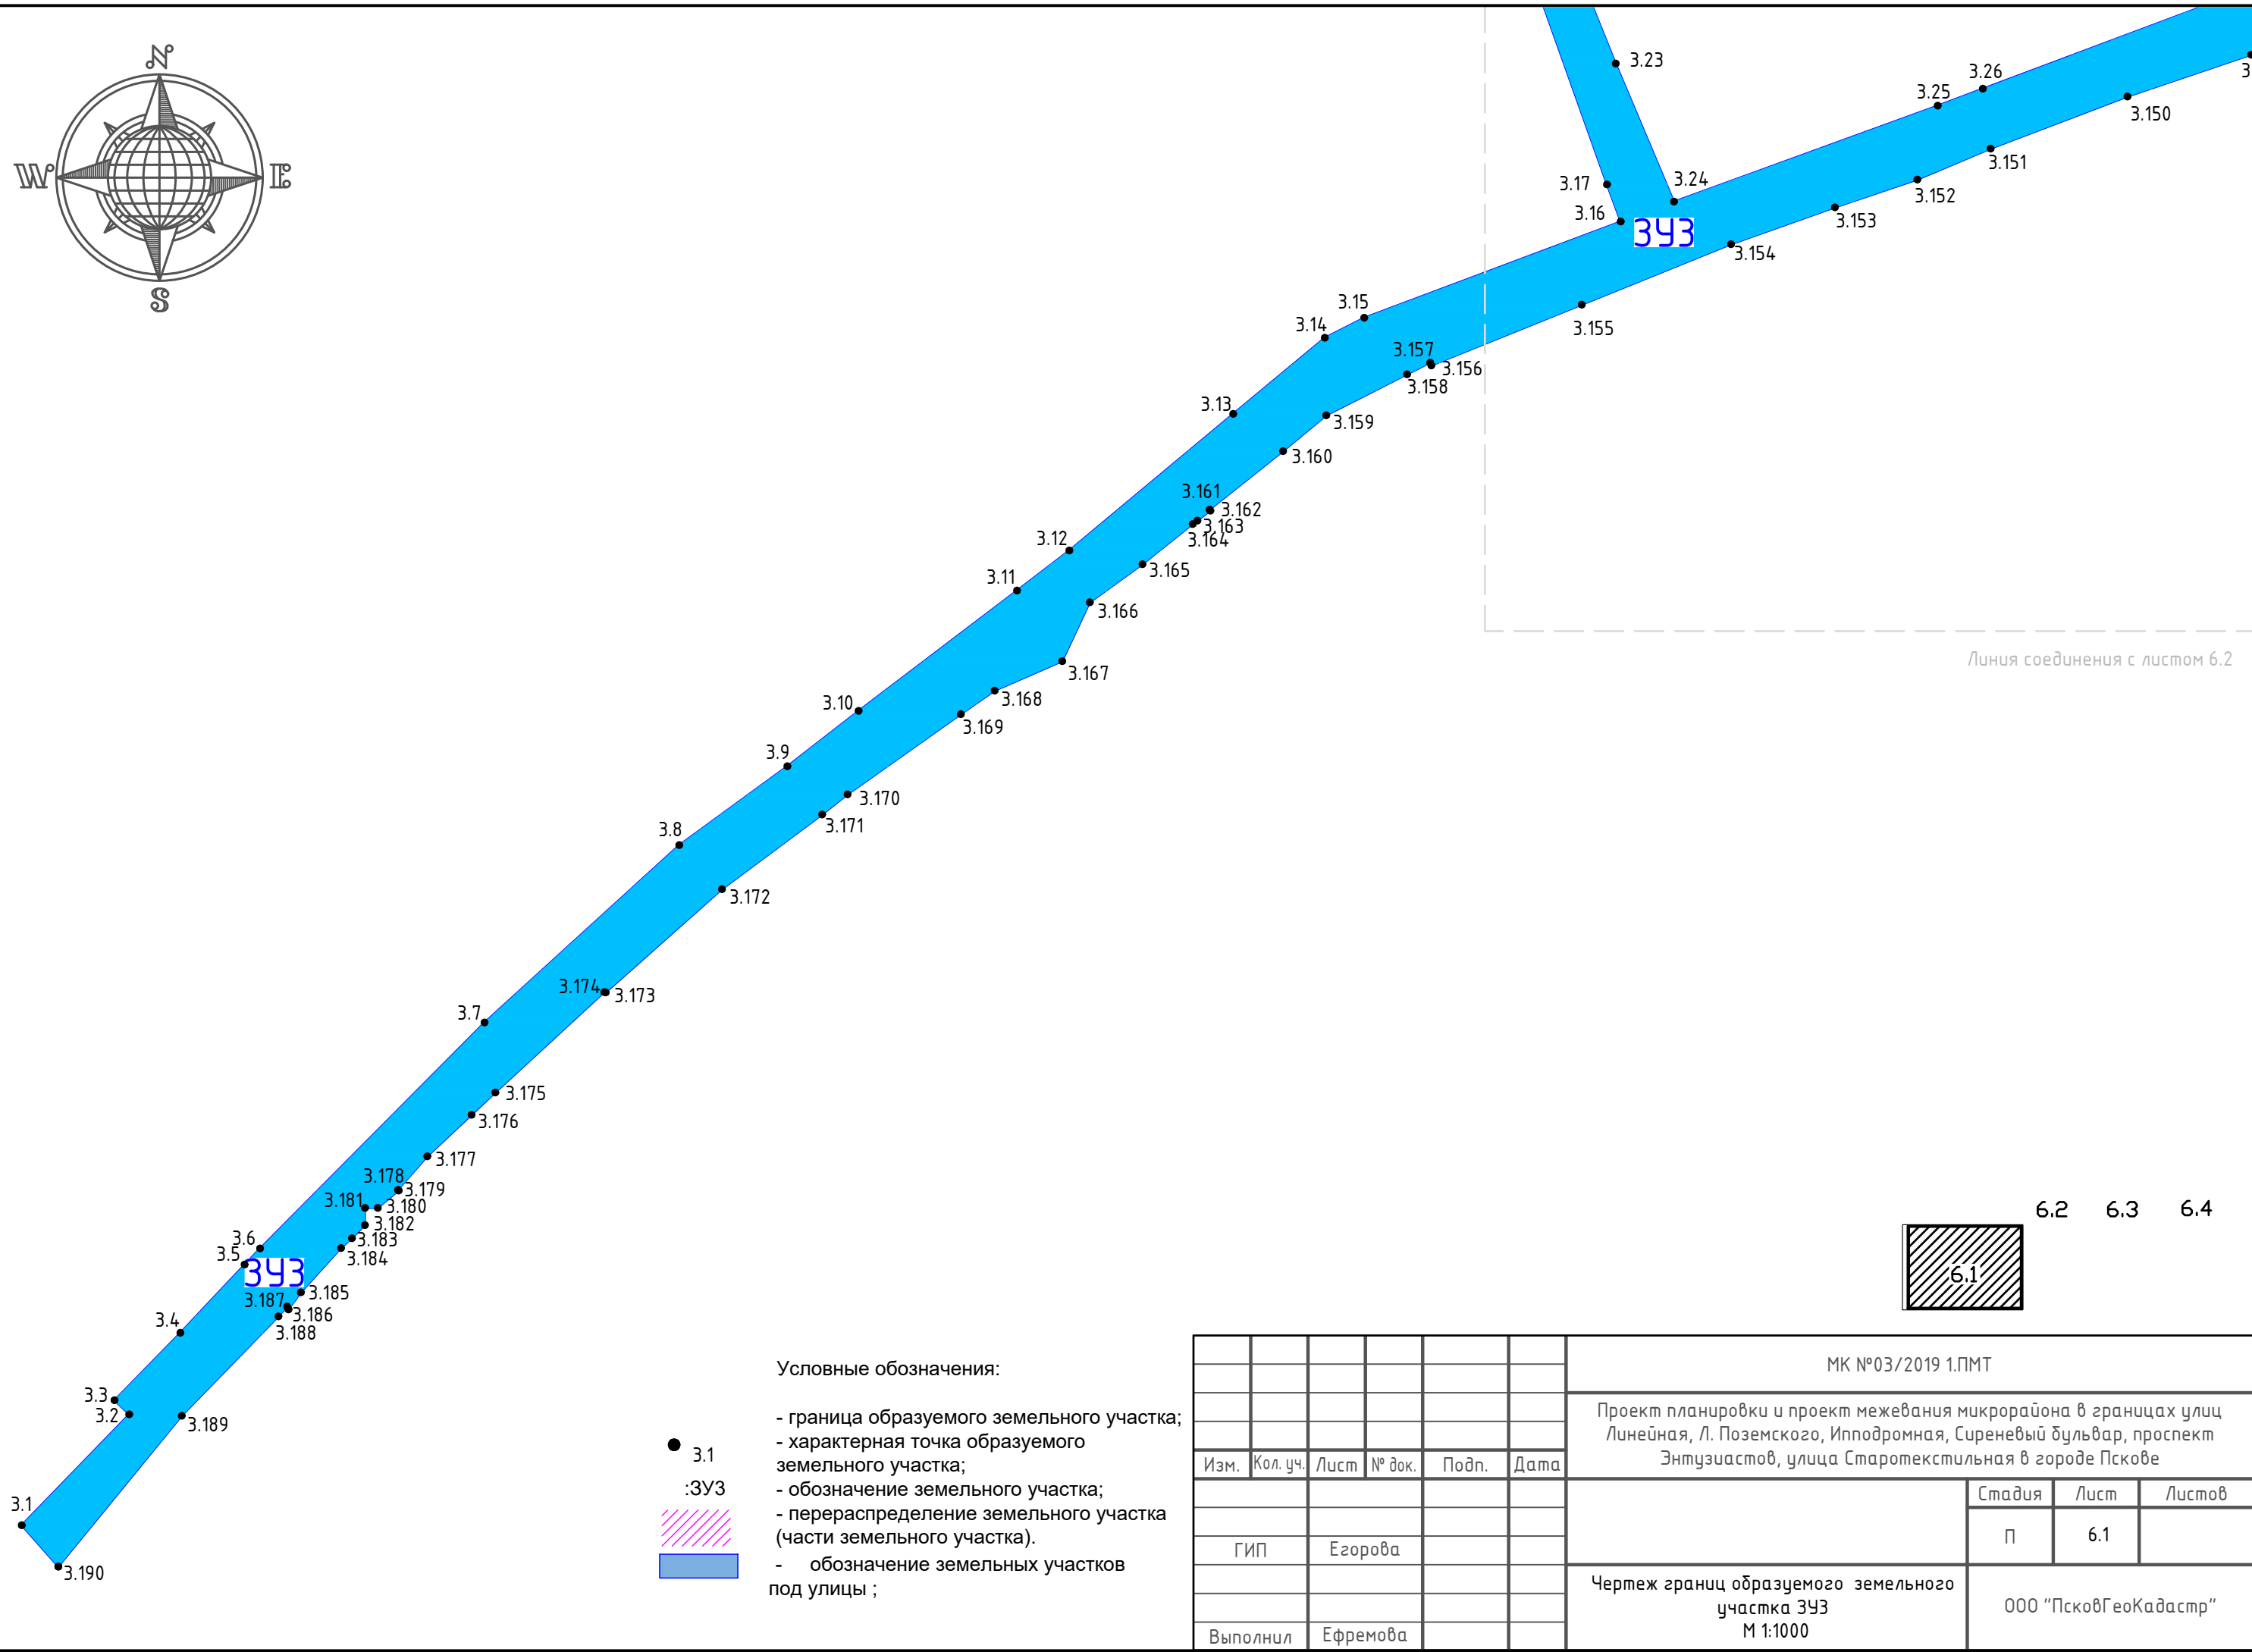 N
W
E
S
3.23
3.26
3.25
3
3.150
3.151
3.17
3.24
3.152
3.16
ЗУ3
3.153
3.154
3.15
3.155
3.14
3.157
3.156
3.158
3.13
3.159
3.160
3.161
3.162
3.163
3.12
3.164
3.165
3.11
3.166
Линия соединения с листом 6.2
3.167
3.10
3.168
3.169
3.9
3.170
3.171
3.8
3.172
3.174
3.173
3.7
3.175
3.176
3.177
3.178
3.179
3.181
3.180
3.182
3.6
3.183
3.5
3.184
ЗУ3
3.185
3.187
3.186
3.188
3.4
3.3
3.2
3.189
3.1
3.190
6.2 6.3 6.4
6.1
Условные обозначения:
- граница образуемого земельного участка;
3.1
- характерная точка образуемого
земельного участка;
:ЗУ3
- обозначение земельного участка;
- перераспределение земельного участка
(части земельного участка).
- обозначение земельных участков
под улицы ;
МК №03/2019 1.ПМТ
Проект планировки и проект межевания микрорайона в границах улиц
Линейная, Л. Поземского, Ипподромная, Сиреневый бульвар, проспект
Энтузиастов, улица Старотекстильная в городе Пскове
Изм. Кол. уч. Лист № док. Подп. Дата
Стадия Лист Листов
П 6.1
ГИП Егорова
Чертеж границ образуемого земельного
участка ЗУ3
М 1:1000
ООО "ПсковГеоКадастр"
Выполнил Ефремова